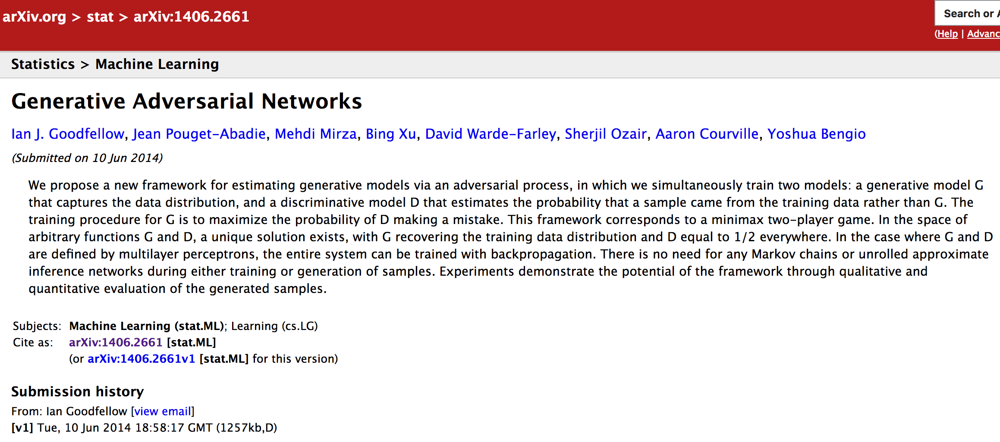 arXiv.org > stat > arXiv:1406.2661
Search or
(Help |
Statistics > Machine Learning
Generative Adversarial Networks
Ian J. Goodfellow, Jean Pouget-Abadie, Mehdi Mirza, Bing Xu, David Warde-Farley, Sherjil Ozair, Aaron Courville, Yoshua Bengio
(Submitted on 10 Jun 2014)
We propose a new framework for estimating generative models via an adversarial process, in which we simultaneously train two models: a generative model G
that captures the data distribution, and a discriminative model D that estimates the probability that a sample came from the training data rather than G. The
training procedure for G is to maximize the probability of D making a mistake. This framework corresponds to a minimax two-player game. In the space of
arbitrary functions G and D, a unique solution exists, with G recovering the training data distribution and D equal to 1/2 everywhere. In the case where G and D
are defined by multilayer perceptrons, the entire system can be trained with backpropagation. There is no need for any Markov chains or unrolled approximate
inference networks during either training or generation of samples. Experiments demonstrate the potential of the framework through qualitative and
quantitative evaluation of the generated samples.
Subjects: Machine Learning (stat.ML); Learning (cs.LG)
Cite as: arXiv:1406.2661 [stat.ML]
(or arXiv:1406.2661v1 [stat.ML] for this version)
Submission history
From: Ian Goodfellow [view email]
[v1] Tue, 10 Jun 2014 18:58:17 GMT (1257kb,D)